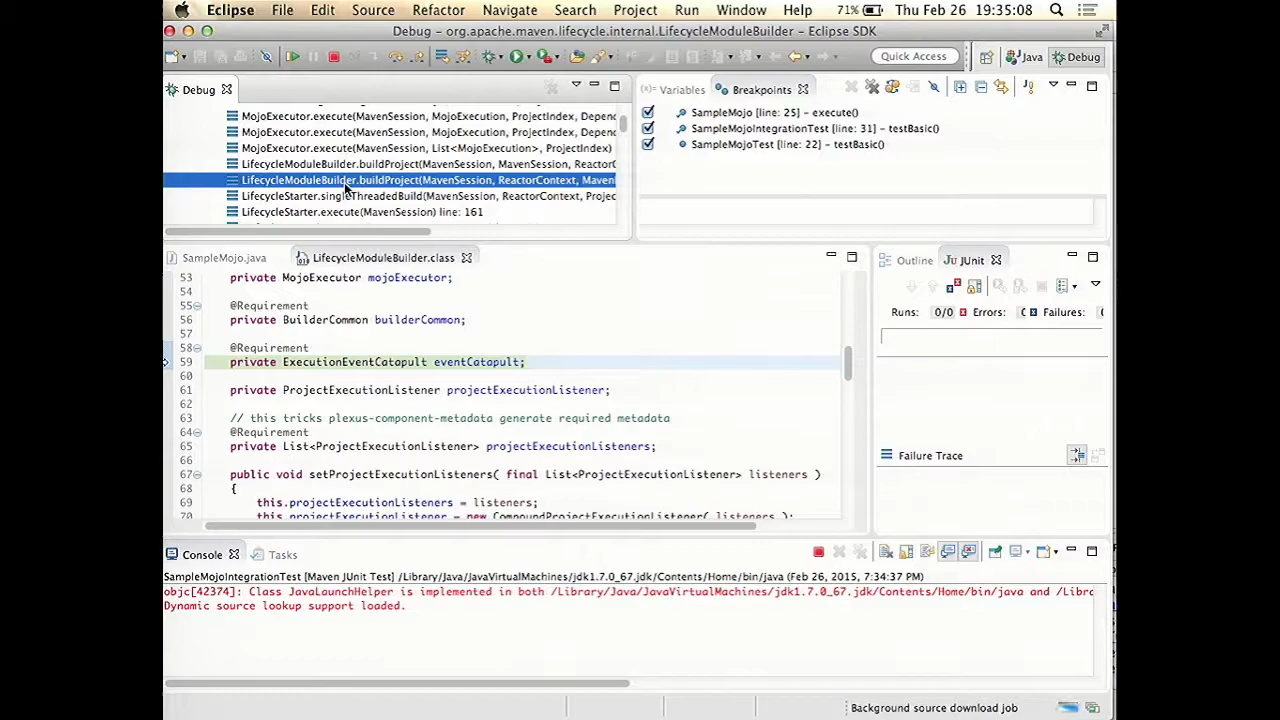 Eclipse File Edit Source Refactor Navigate Search Project Run Window Help 71% Thu Feb 26 19:35:08
Debug - org.apache.maven.lifecycle.internal.LifecycleModuleBuilder - Eclipse SDK
Quick Access Java Debug
Debug
MojoExecutor.execute(MavenSession, MojoExecution, ProjectIndex, Depend
MojoExecutor.execute(MavenSession, List<MojoExecution>, ProjectIndex)
LifecycleModuleBuilder.buildProject(MavenSession, MavenSession, ReactorC
LifecycleModuleBuilder.buildProject(MavenSession, ReactorContext, Maven
LifecycleStarter.singleThreadedBuild(MavenSession, ReactorContext, Projec
LifecycleStarter.execute(MavenSession) line: 161
(x)= Variables Breakpoints
SampleMojo [line: 25] - execute()
SampleMojoIntegrationTest [line: 31] - testBasic()
SampleMojoTest [line: 22] - testBasic()
SampleMojo.java LifecycleModuleBuilder.class
53 private MojoExecutor mojoExecutor;
54
55 @Requirement
56 private BuilderCommon builderCommon;
57
58 @Requirement
59 private ExecutionEventCatapult eventCatapult;
60
61 private ProjectExecutionListener projectExecutionListener;
62
63 // this tricks plexus-component-metadata generate required metadata
64 @Requirement
65 private List<ProjectExecutionListener> projectExecutionListeners;
66
67 public void setProjectExecutionListeners( final List<ProjectExecutionListener> listeners )
68 {
69 this.projectExecutionListeners = listeners;
70 this.projectExecutionListener = new CompoundProjectExecutionListener( listeners );
Outline JUnit
Runs: 0/0 Errors: Failures:
Failure Trace
Console Tasks
SampleMojoIntegrationTest [Maven JUnit Test] /Library/Java/JavaVirtualMachines/jdk1.7.0_67.jdk/Contents/Home/bin/java (Feb 26, 2015, 7:34:37 PM)
objc[42374]: Class JavaLaunchHelper is implemented in both /Library/Java/JavaVirtualMachines/jdk1.7.0_67.jdk/Contents/Home/bin/java and /Libra
Dynamic source lookup support loaded.
Background source download job